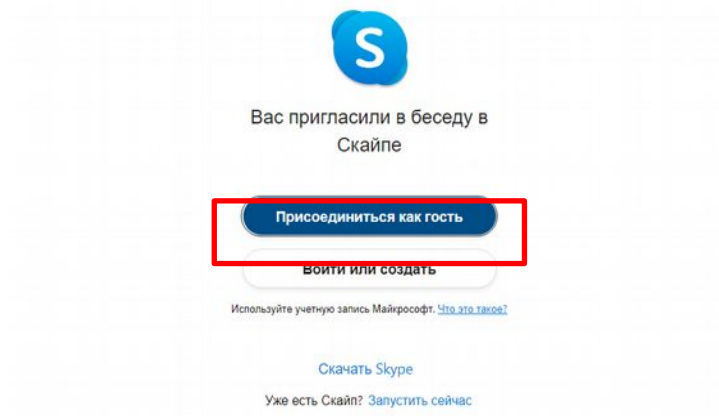 S
Вас пригласили в беседу в
Скайпе
Присоединиться как гость
Войти или создать
Используйте учетную запись Майкрософт. Что это такое?
Скачать Skype
Уже есть Скайп? Запустить сейчас